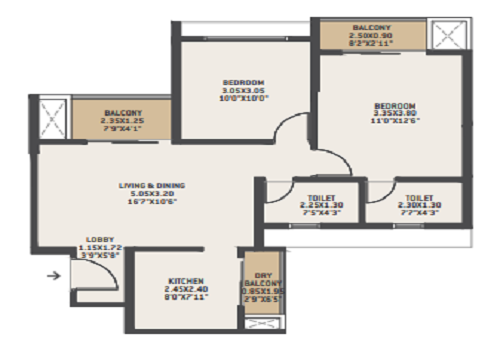 BALCONY
2.50X0.90
8'2"X2'11"
BEDROOM
3.05X3.05
10'0"X10'0"
BEDROOM
3.35X3.80
11'0"X12'6"
BALCONY
2.35X1.25
7'9"X4'1"
LIVING & DINING
5.05X3.20
16'7"X10'6"
TOILET
2.25X1.30
7'5"X4'3"
TOILET
2.30X1.30
7'7"X4'3"
LOBBY
1.15X1.72
3'9"X5'8"
KITCHEN
2.45X2.40
8'0"X7'11"
DRY
BALCONY
0.85X1.95
2'9"X6'5"